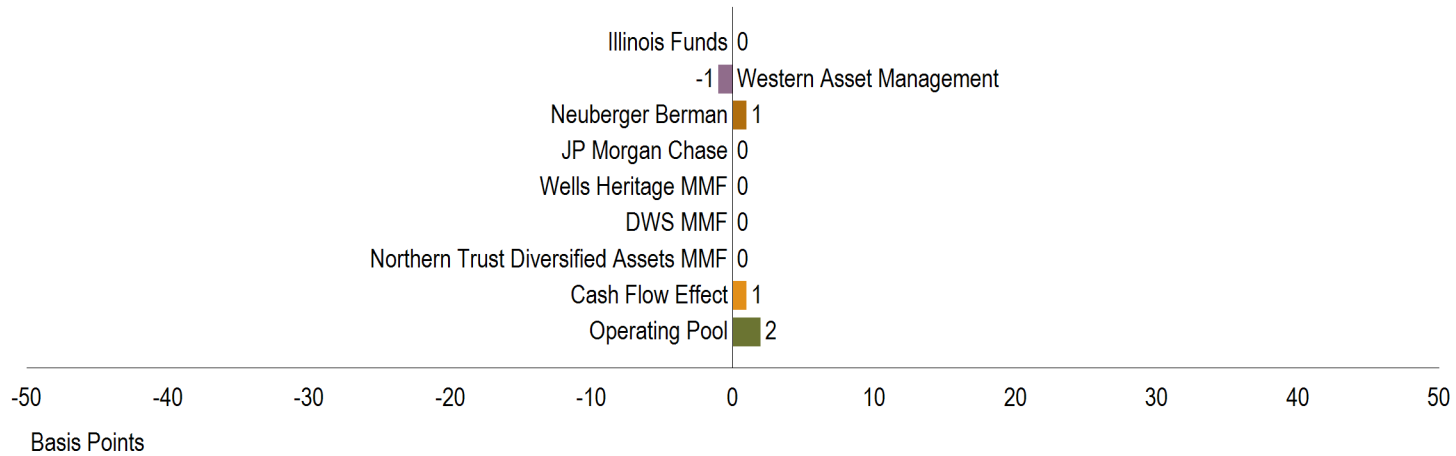 Illinois Funds 0
-1 Western Asset Management
Neuberger Berman 1
JP Morgan Chase 0
Wells Heritage MMF 0
DWS MMF 0
Northern Trust Diversified Assets MMF 0
Cash Flow Effect 1
Operating Pool 2
-50 -40 -30 -20 -10 0 10 20 30 40 50
Basis Points